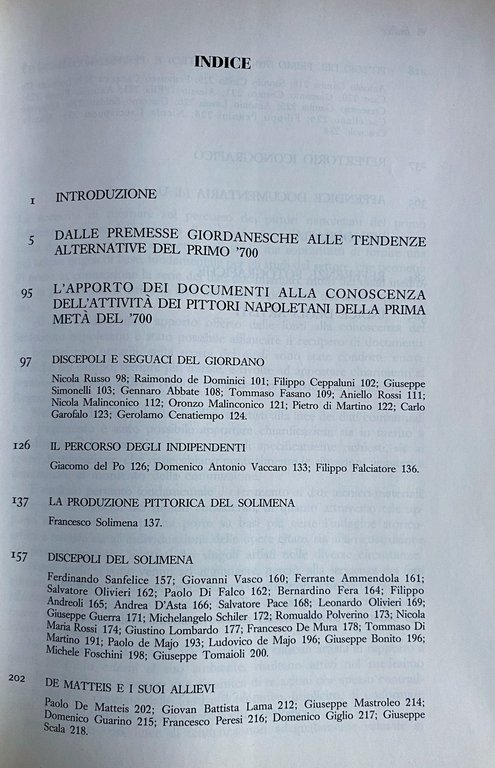 INDICE
1 INTRODUZIONE
5 DALLE PREMESSE GIORDANESCHE ALLE TENDENZE
ALTERNATIVE DEL PRIMO '700
95 L'APPORTO DEI DOCUMENTI ALLA CONOSCENZA
DELL'ATTIVITÀ DEI PITTORI NAPOLETANI DELLA PRIMA
METÀ DEL '700
97 DISCEPOLI E SEGUACI DEL GIORDANO
Nicola Russo 98; Raimondo de Dominici 101; Filippo Ceppaluni 102; Giuseppe
Simonelli 103; Gennaro Abbate 108; Tommaso Fasano 109; Aniello Rossi 111;
Nicola Malinconico 112; Oronzo Malinconico 121; Pietro di Martino 122; Carlo
Garofalo 123; Gerolamo Cenatiempo 124.
126 IL PERCORSO DEGLI INDIPENDENTI
Giacomo del Po 126; Domenico Antonio Vaccaro 133; Filippo Falciatore 136.
137 LA PRODUZIONE PITTORICA DEL SOLIMENA
Francesco Solimena 137.
157 DISCEPOLI DEL SOLIMENA
Ferdinando Sanfelice 157; Giovanni Vasco 160; Ferrante Ammendola 161;
Salvatore Olivieri 162; Paolo Di Falco 162; Bernardino Fera 164; Filippo
Andreoli 165; Andrea D'Asta 166; Salvatore Pace 168; Leonardo Olivieri 169;
Giuseppe Guerra 171; Michelangelo Schiler 172; Romualdo Polverino 173; Nicola
Maria Rossi 174; Giustino Lombardo 177; Francesco De Mura 178; Tommaso Di
Martino 191; Paolo de Majo 193; Ludovico de Majo 196; Giuseppe Bonito 196;
Michele Foschini 198; Giuseppe Tomaioli 200.
202 DE MATTEIS E I SUOI ALLIEVI
Paolo De Matteis 202; Giovan Battista Lama 212; Giuseppe Mastroleo 214;
Domenico Guarino 215; Francesco Peresi 216; Domenico Giglio 217; Giuseppe
Scala 218.